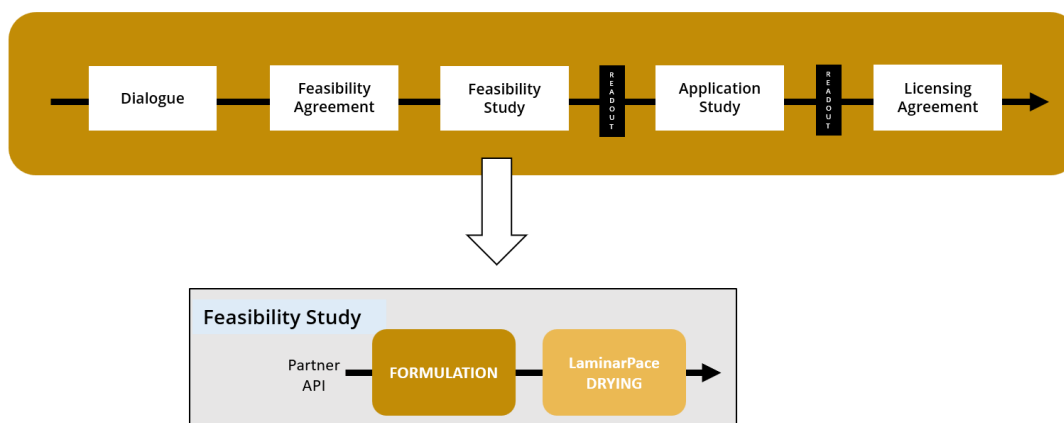 Dialogue
Feasibility
Agreement
Feasibility
Study
READOUT
Application
Study
READOUT
Licensing
Agreement
Feasibility Study
Partner
API
FORMULATION
LaminarPace
DRYING